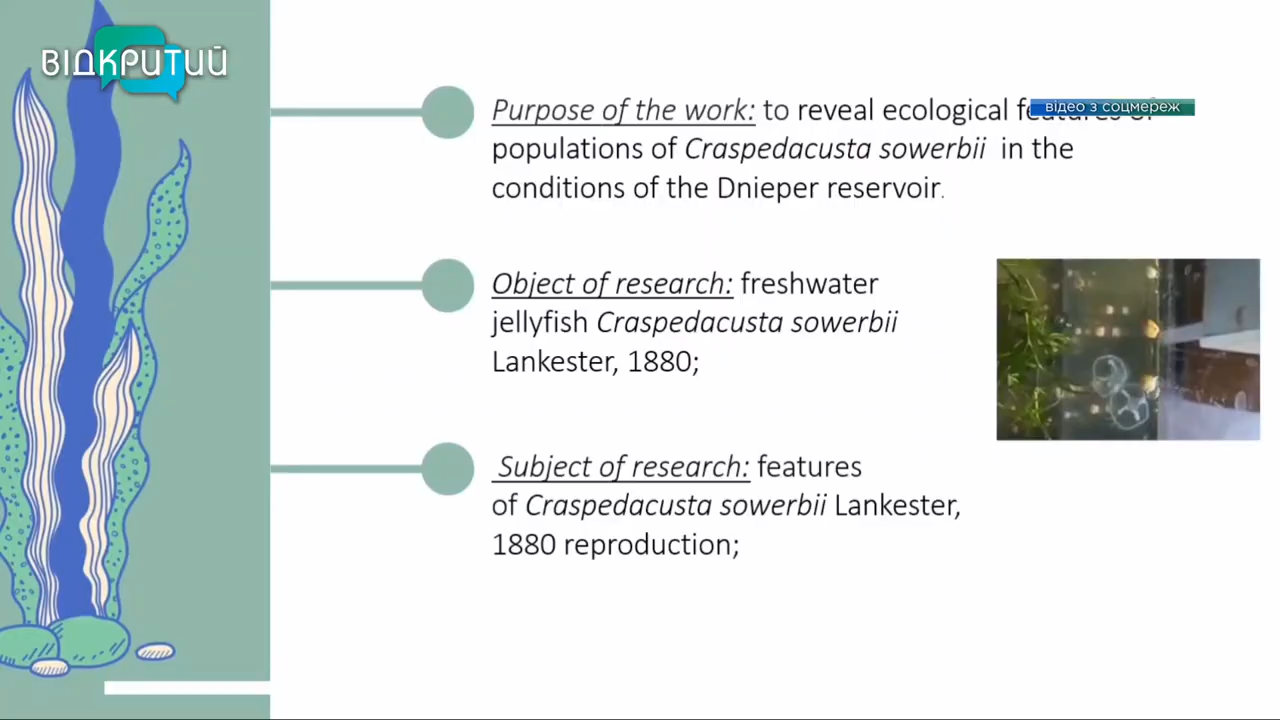 ВІДКРИТИЙ
відео з соцмереж
Purpose of the work: to reveal ecological features of
populations of Craspedacusta sowerbii in the
conditions of the Dnieper reservoir.
Object of research: freshwater
jellyfish Craspedacusta sowerbii
Lankester, 1880;
Subject of research: features
of Craspedacusta sowerbii Lankester,
1880 reproduction;